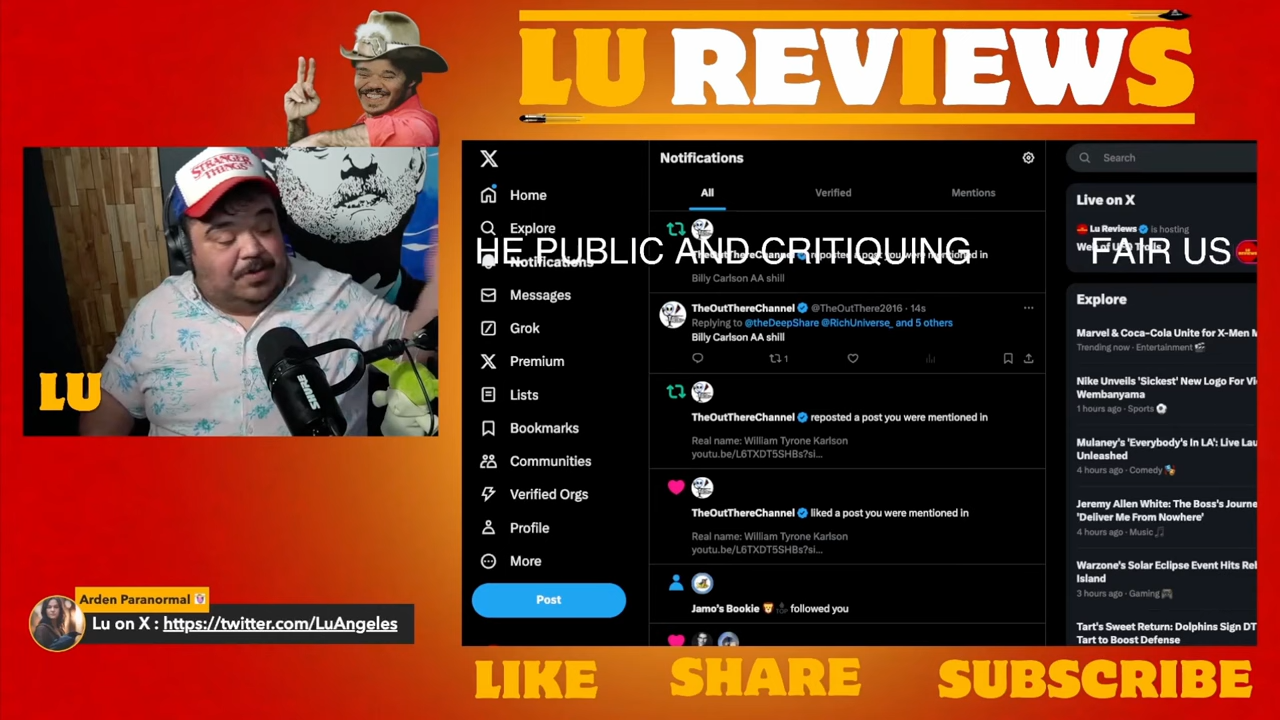 LU REVIEWS
STRANGER THINGS
LU
SHURE
Arden Paranormal
Lu on X : https://twitter.com/LuAngeles
HE PUBLIC AND CRITIQUING
FAIR US
X
Home
Explore
Notifications
Messages
Grok
Premium
Lists
Bookmarks
Communities
Verified Orgs
Profile
More
Post
Notifications
All
Verified
Mentions
reposted a post you were mentioned in
Billy Carlson AA shill
TheOutThereChannel @TheOutThere2016 · 14s
Replying to @theDeepShare @RichUniverse_ and 5 others
Billy Carlson AA shill
1
TheOutThereChannel reposted a post you were mentioned in
Real name: William Tyrone Karlson
youtu.be/L6TXDT5SHBs?si...
TheOutThereChannel liked a post you were mentioned in
Real name: William Tyrone Karlson
youtu.be/L6TXDT5SHBs?si...
Jamo's Bookie followed you
Search
Live on X
Lu Reviews is hosting
Explore
Marvel & Coca-Cola Unite for X-Men M
Trending now · Entertainment
Nike Unveils 'Sickest' New Logo For Vi
Wembanyama
1 hours ago · Sports
Mulaney's 'Everybody's In LA': Live Lau
Unleashed
4 hours ago · Comedy
Jeremy Allen White: The Boss's Journe
'Deliver Me From Nowhere'
4 hours ago · Music
Warzone's Solar Eclipse Event Hits Rel
Island
3 hours ago · Gaming
Tart's Sweet Return: Dolphins Sign DT
Tart to Boost Defense
LIKE
SHARE
SUBSCRIBE